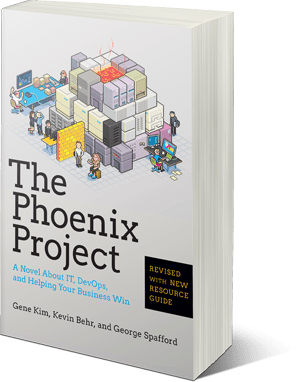 The
Phoenix
Project
A Novel About IT, DevOps,
and Helping Your Business Win
REVISED
WITH NEW
RESOURCE
GUIDE
Gene Kim, Kevin Behr, and George Spafford